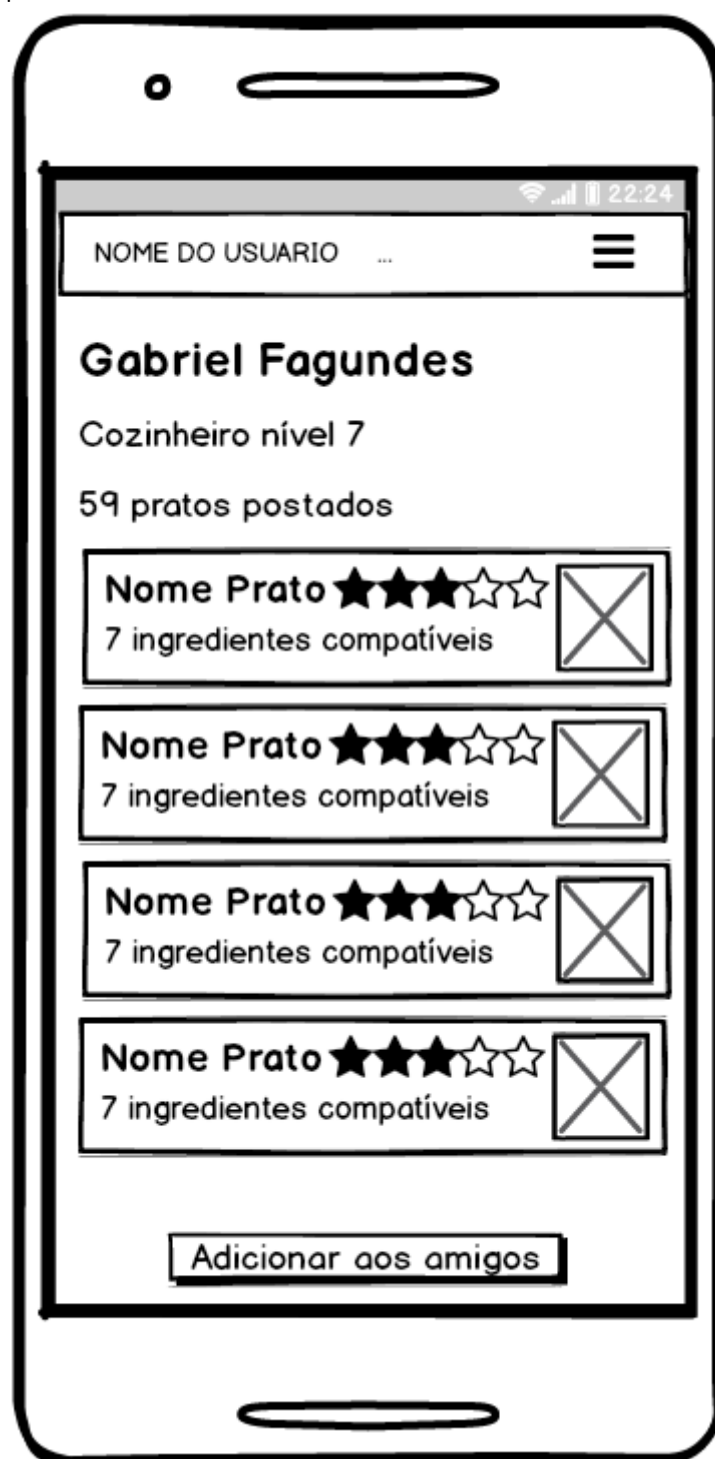 22:24
NOME DO USUARIO ...
Gabriel Fagundes
Cozinheiro nível 7
59 pratos postados
Nome Prato
7 ingredientes compatíveis
Nome Prato
7 ingredientes compatíveis
Nome Prato
7 ingredientes compatíveis
Nome Prato
7 ingredientes compatíveis
Adicionar aos amigos